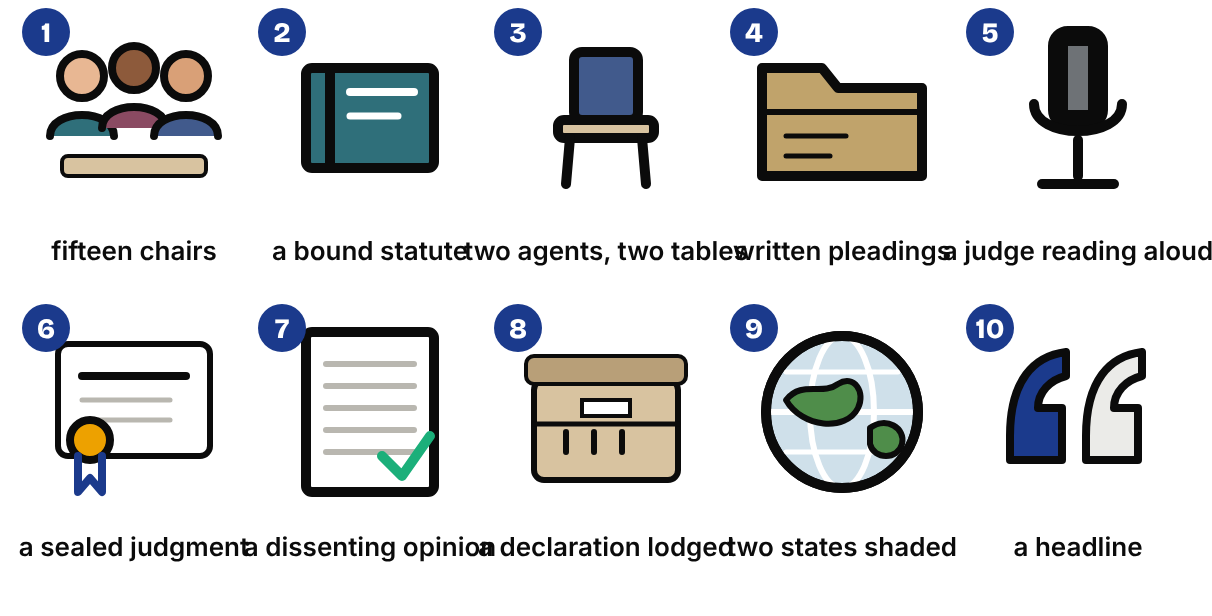 1 2 3 4 5
fifteen chairs a bound statute two agents, two tables written pleadings a judge reading aloud
6 7 8 9 10
a sealed judgment a dissenting opinion a declaration lodged two states shaded a headline